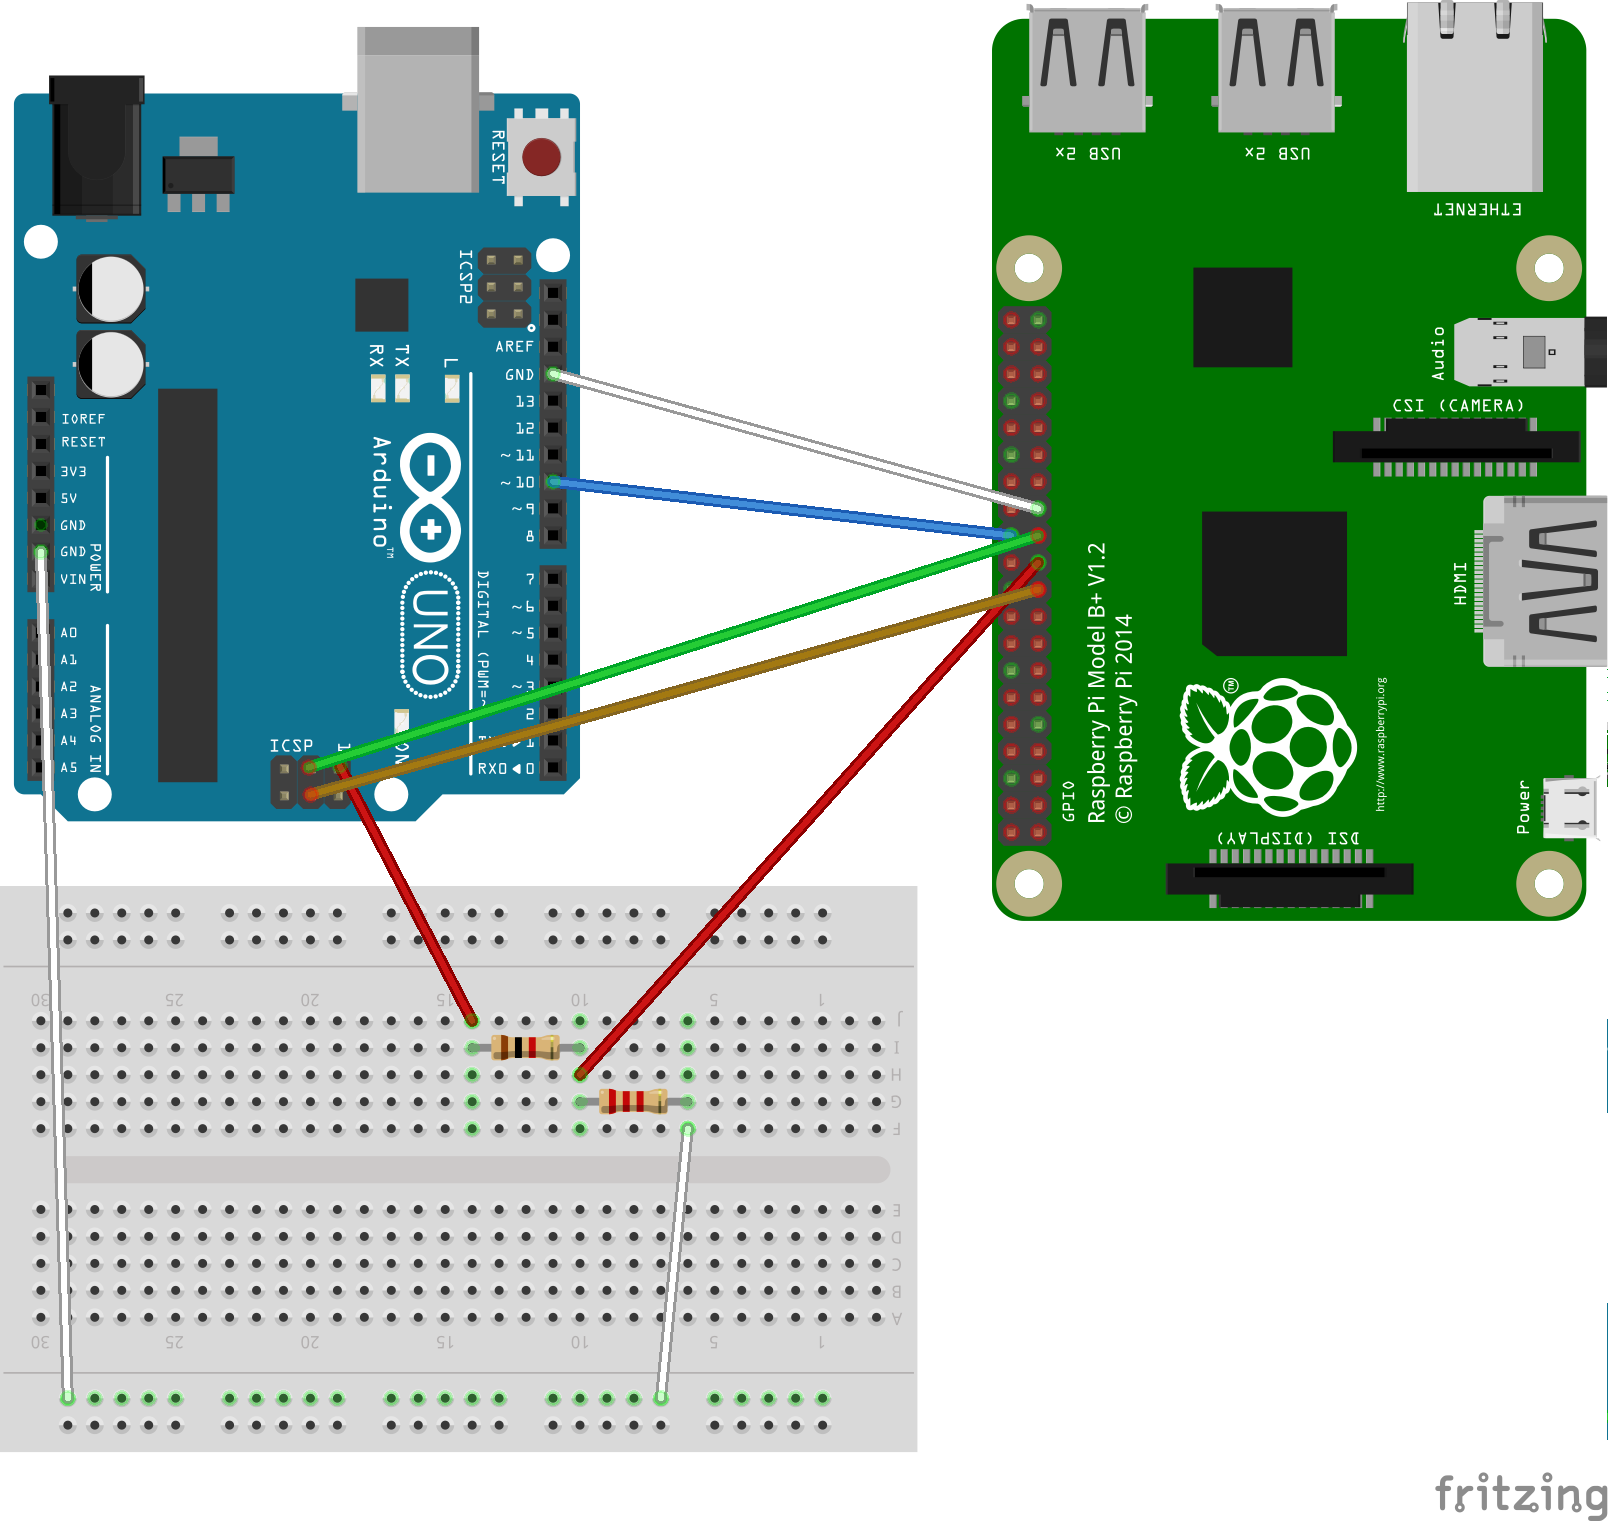 RESET
ICSP2
AREF
GND
13
12
~11
~10
~9
8
7
~6
~5
4
~3
2
1
RX0◄0
DIGITAL (PWM=~)
RX
TX
L
Arduino™
UNO
ON
ICSP
1
IOREF
RESET
3V3
5V
GND
GND
VIN
POWER
A0
A1
A2
A3
A4
A5
ANALOG IN
USB 2x
USB 2x
ETHERNET
Audio
CSI (CAMERA)
HDMI
Raspberry Pi Model B+ V1.2
© Raspberry Pi 2014
GPIO
TM
http://www.raspberrypi.org
Power
DSI (DISPLAY)
30 25 20 15 10 5 1
J
I
H
G
F
E
D
C
B
A
30 25 20 15 10 5 1
fritzing